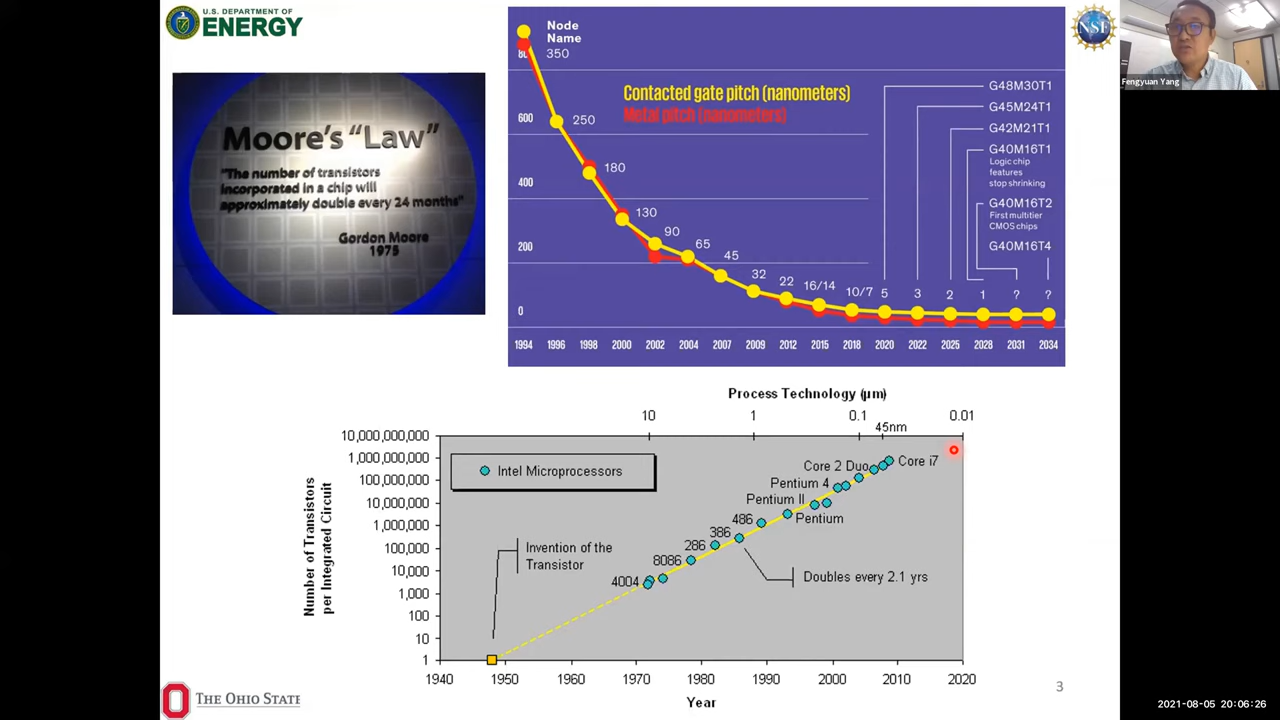 U.S. DEPARTMENT OF
ENERGY
NSF
Fengyuan Yang
Moore's "Law"
"The number of transistors
incorporated in a chip will
approximately double every 24 months"
Gordon Moore
1975
Node
Name
350
Contacted gate pitch (nanometers)
Metal pitch (nanometers)
600
400
200
0
250
180
130
90
65
45
32
22
16/14
10/7
5
3
2
1
?
?
G48M30T1
G45M24T1
G42M21T1
G40M16T1
Logic chip
features
stop shrinking
G40M16T2
First multitier
CMOS chips
G40M16T4
1994 1996 1998 2000 2002 2004 2007 2009 2012 2015 2018 2020 2022 2025 2028 2031 2034
Process Technology (µm)
10 1 0.1 0.01
45nm
10,000,000,000
1,000,000,000
100,000,000
10,000,000
1,000,000
100,000
10,000
1,000
100
10
1
Number of Transistors
per Integrated Circuit
Intel Microprocessors
Invention of the
Transistor
4004
8086
286
386
486
Pentium
Pentium II
Pentium 4
Core 2 Duo
Core i7
Doubles every 2.1 yrs
1940 1950 1960 1970 1980 1990 2000 2010 2020
Year
THE OHIO STATE
3
2021-08-05 20:06:26